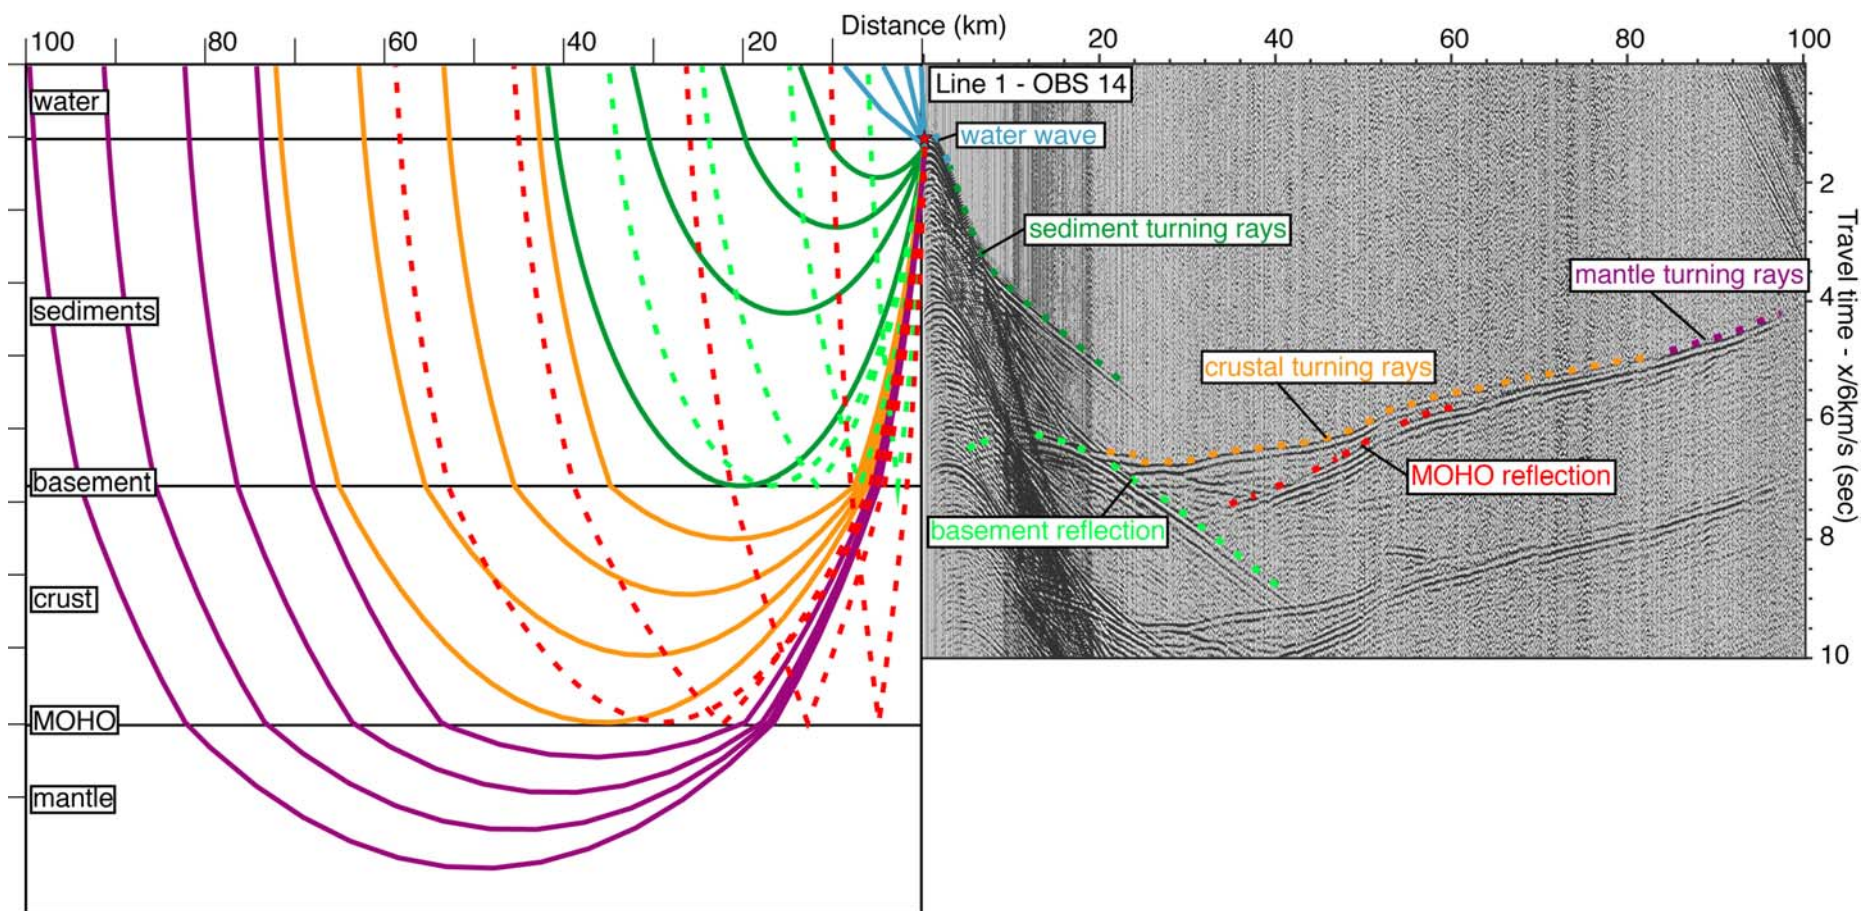 Distance (km)
100 80 60 40 20 20 40 60 80 100
Line 1 - OBS 14
water
water wave
2
sediment turning rays
mantle turning rays
4
sediments
crustal turning rays
6
MOHO reflection
basement
basement reflection
8
crust
10
MOHO
mantle
Travel time - x/6km/s (sec)